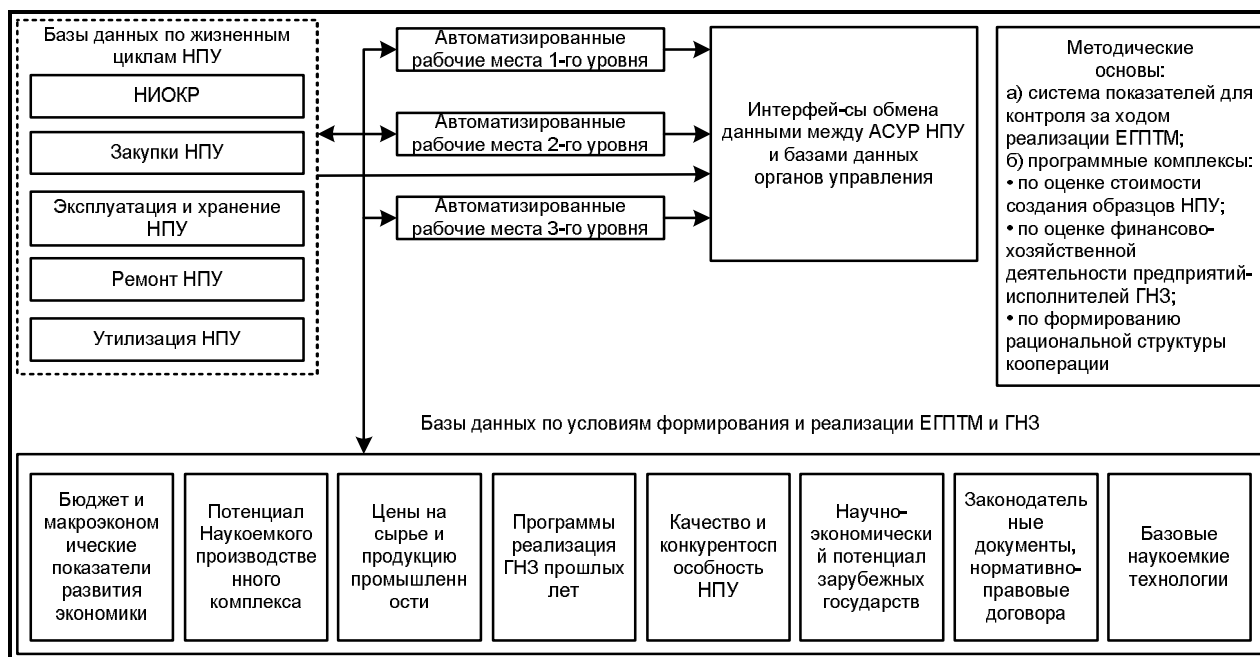 Базы данных по жизненным
циклам НПУ
НИОКР
Закупки НПУ
Эксплуатация и хранение
НПУ
Ремонт НПУ
Утилизация НПУ
Автоматизированные
рабочие места 1-го уровня
Автоматизированные
рабочие места 2-го уровня
Автоматизированные
рабочие места 3-го уровня
Интерфей-сы обмена
данными между АСУР НПУ
и базами данных
органов управления
Методические
основы:
а) система показателей для
контроля за ходом
реализации ЕГПТМ;
б) программные комплексы:
• по оценке стоимости
создания образцов НПУ;
• по оценке финансово-
хозяйственной
деятельности предприятий-
исполнителей ГНЗ;
• по формированию
рациональной структуры
кооперации
Базы данных по условиям формирования и реализации ЕГПТМ и ГНЗ
Бюджет и
макроэконом
ические
показатели
развития
экономики
Потенциал
Наукоемкого
производстве
нного
комплекса
Цены на
сырье и
продукцию
промышленн
ости
Программы
реализация
ГНЗ прошлых
лет
Качество и
конкурентосп
особность
НПУ
Научно-
экономически
й потенциал
зарубежных
государств
Законодатель
ные
документы,
нормативно-
правовые
договора
Базовые
наукоемкие
технологии